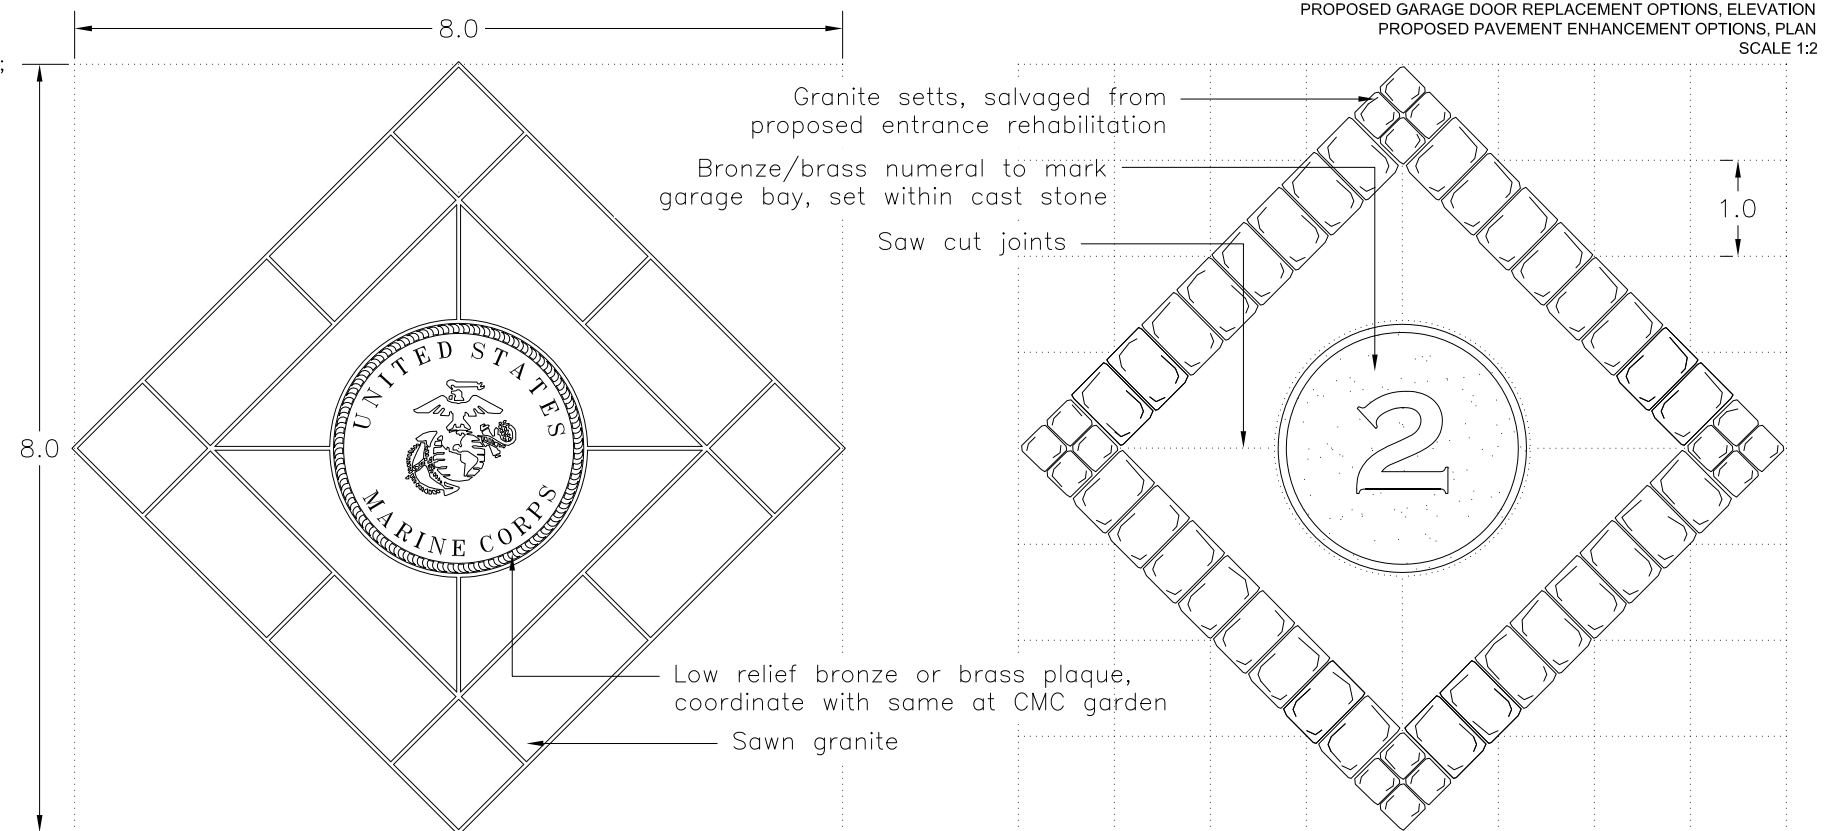 PROPOSED GARAGE DOOR REPLACEMENT OPTIONS, ELEVATION
PROPOSED PAVEMENT ENHANCEMENT OPTIONS, PLAN
SCALE 1:2
8.0
;
Granite setts, salvaged from
proposed entrance rehabilitation
Bronze/brass numeral to mark
garage bay, set within cast stone
1.0
Saw cut joints
UNITED STATES
MARINE CORPS
2
8.0
Low relief bronze or brass plaque,
coordinate with same at CMC garden
Sawn granite